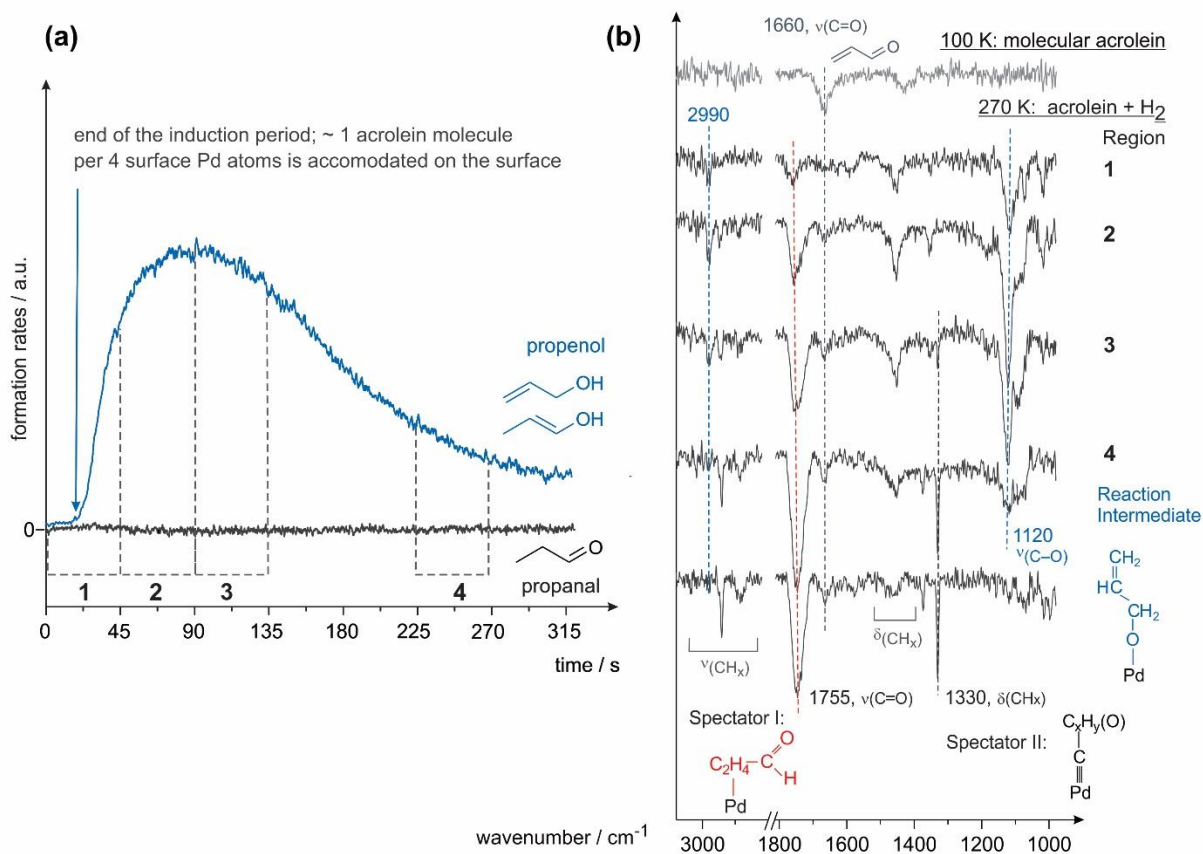 (a)
end of the induction period; ~ 1 acrolein molecule
per 4 surface Pd atoms is accomodated on the surface
formation rates / a.u.
propenol
OH
OH
0
O
propanal
1 2 3 4
0 45 90 135 180 225 270 315
time / s
(b)
1660, ν(C=O)
O
100 K: molecular acrolein
2990
270 K: acrolein + H2
Region
1
2
3
4
Reaction
Intermediate
1120
ν(C–O)
CH2
HC
CH2
O
Pd
ν(CHx)
δ(CHx)
1755, ν(C=O)
1330, δ(CHx)
Spectator I:
O
C2H4 C
H
Pd
Spectator II:
CxHy(O)
C
Pd
3000 1800 1600 1400 1200 1000
wavenumber / cm-1